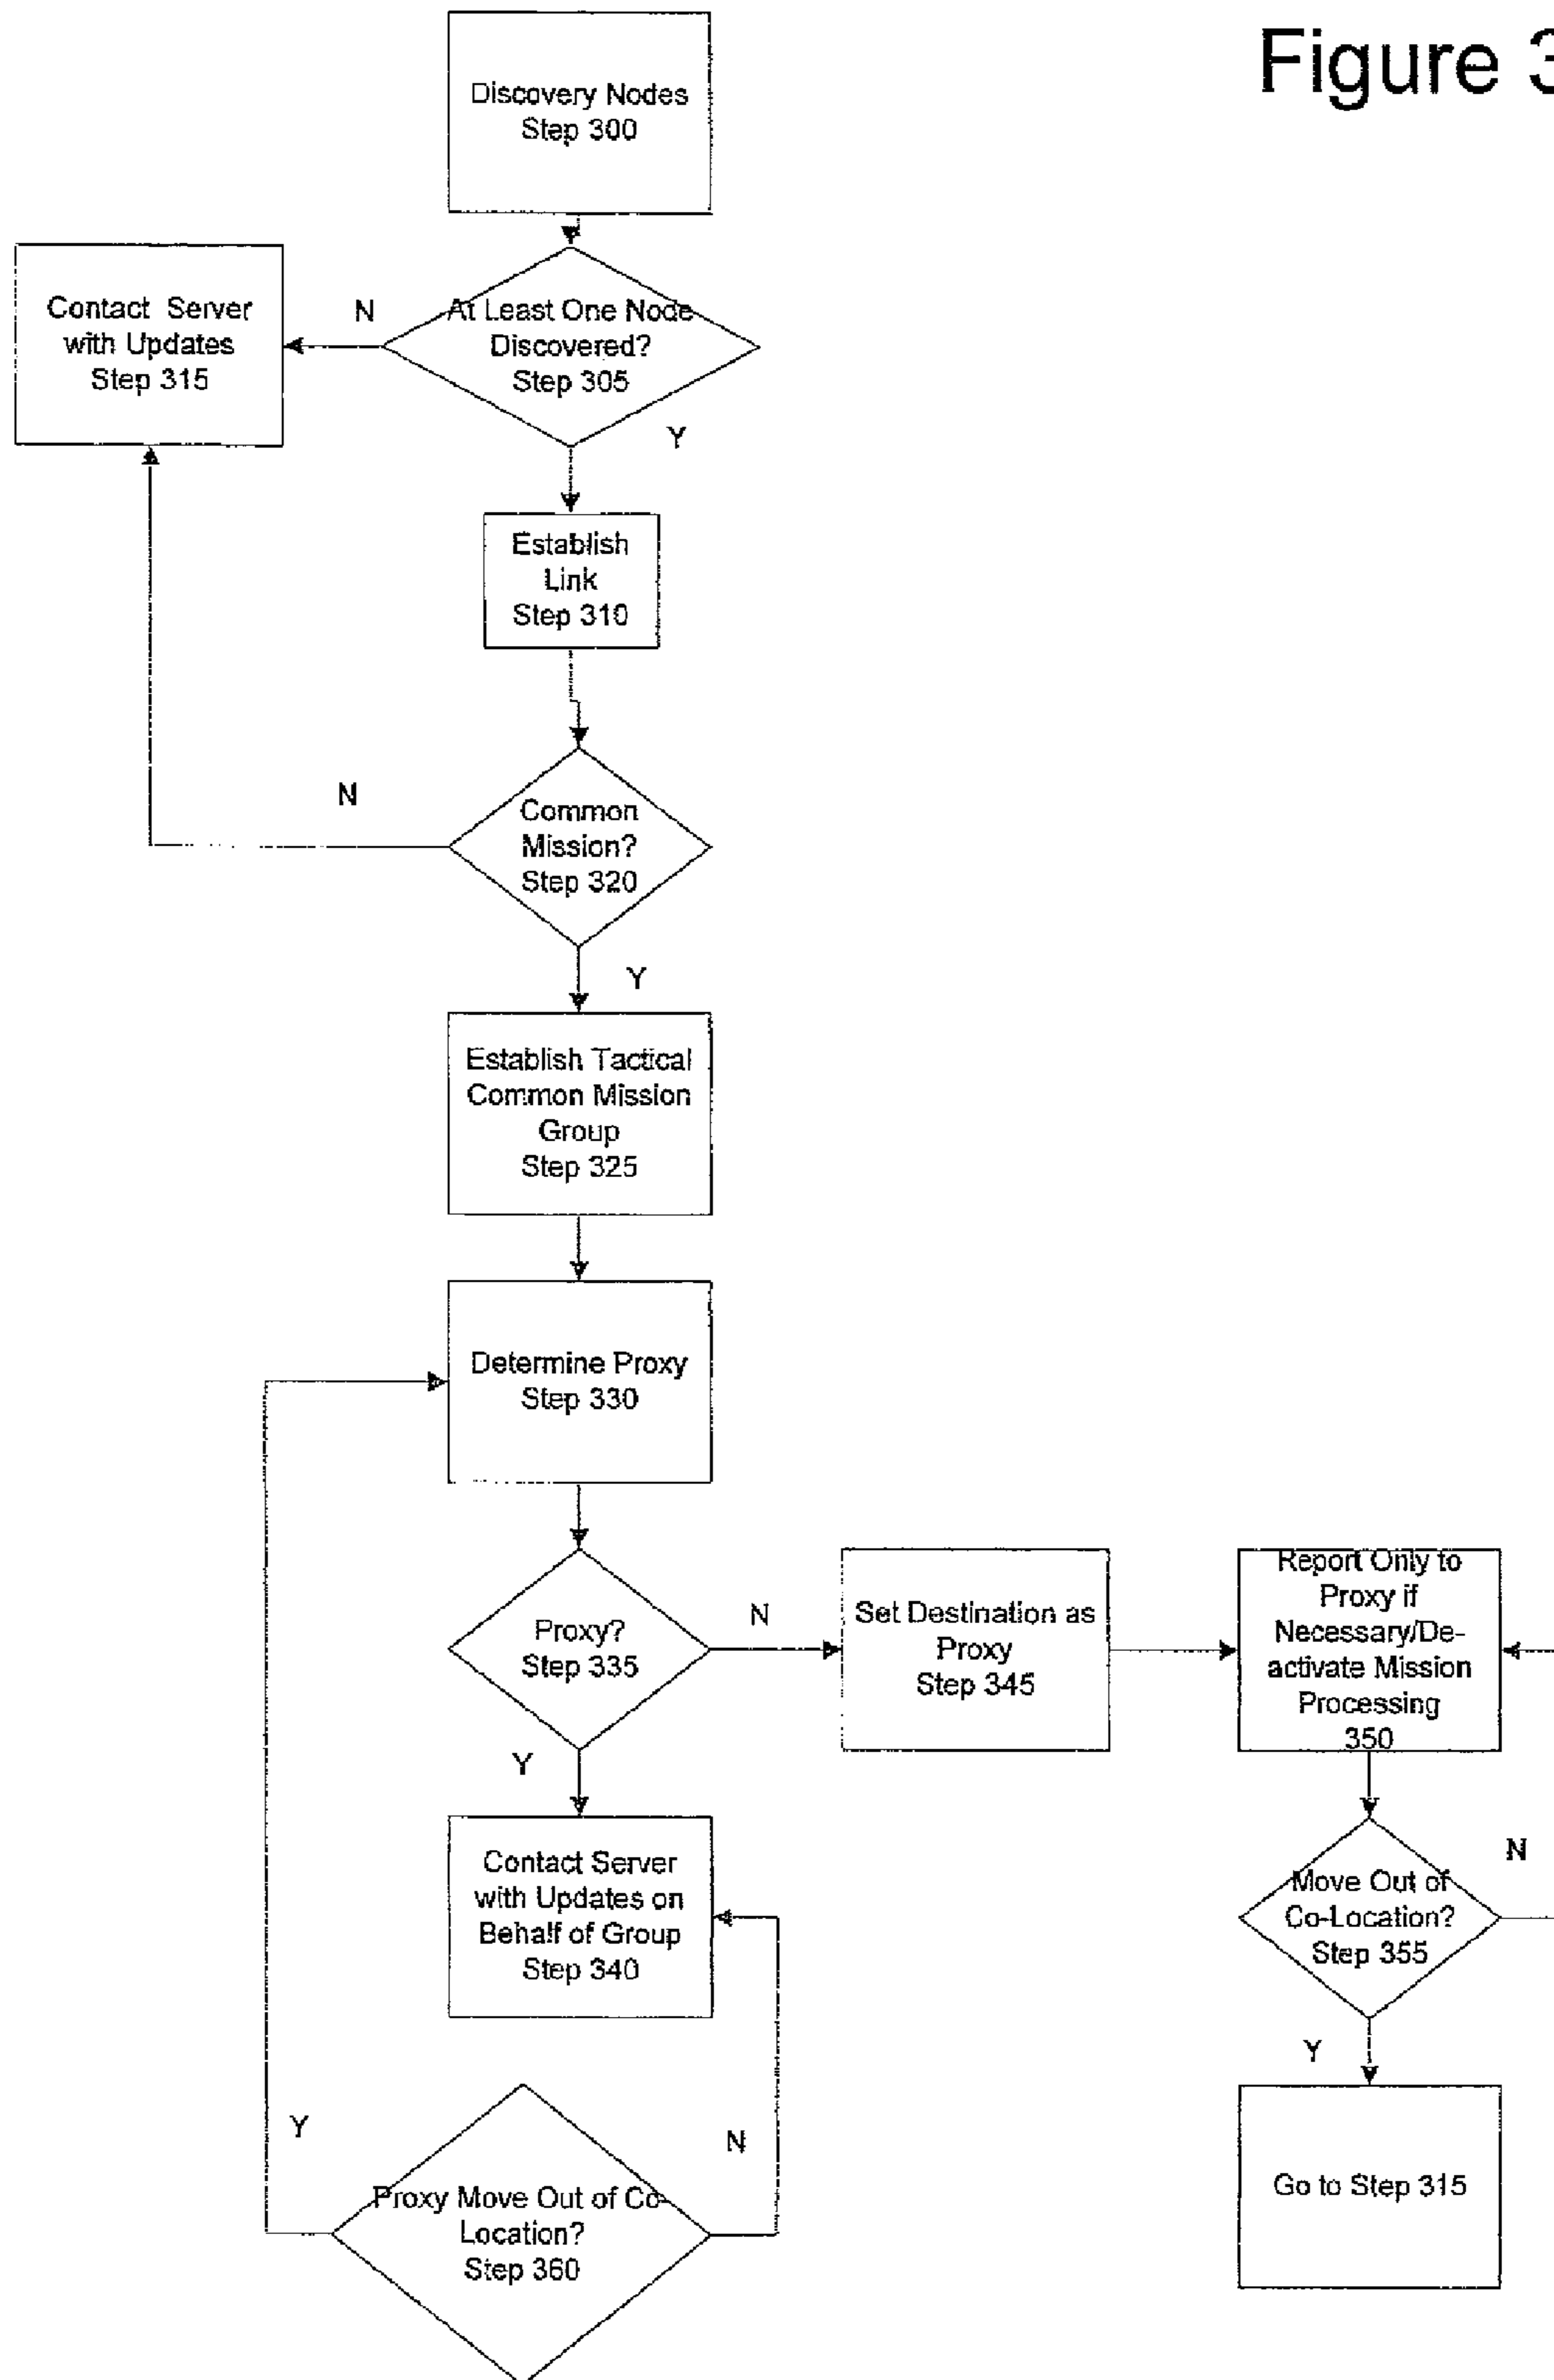 Figure 3
Discovery Nodes
Step 300
Contact Server
with Updates
Step 315
N
At Least One Node
Discovered?
Step 305
Y
Establish
Link
Step 310
N
Common
Mission?
Step 320
Y
Establish Tactical
Common Mission
Group
Step 325
Determine Proxy
Step 330
Proxy?
Step 335
N
Set Destination as
Proxy
Step 345
Report Only to
Proxy if
Necessary/De-
activate Mission
Processing
350
Y
Contact Server
with Updates on
Behalf of Group
Step 340
Move Out of
Co-Location?
Step 355
N
Y
Go to Step 315
Y
N
Proxy Move Out of Co-
Location?
Step 360